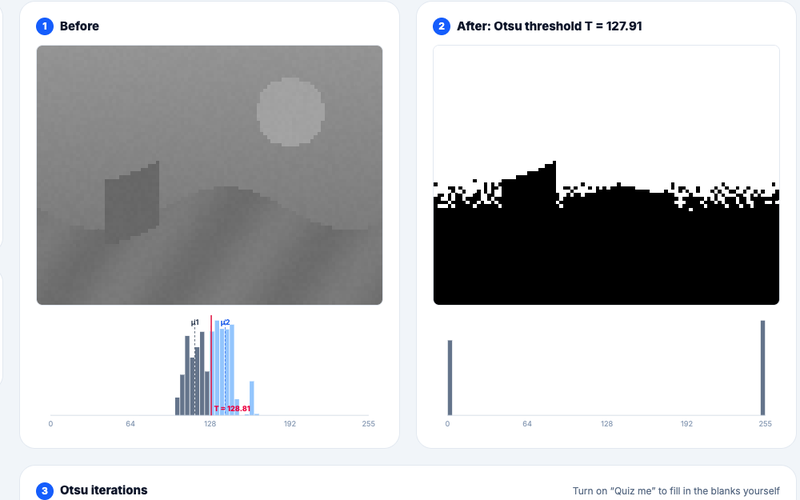 1 Before
µ1 µ2
T = 128.81
0 64 128 192 255
2 After: Otsu threshold T = 127.91
0 64 128 192 255
3 Otsu iterations
Turn on “Quiz me” to fill in the blanks yourself